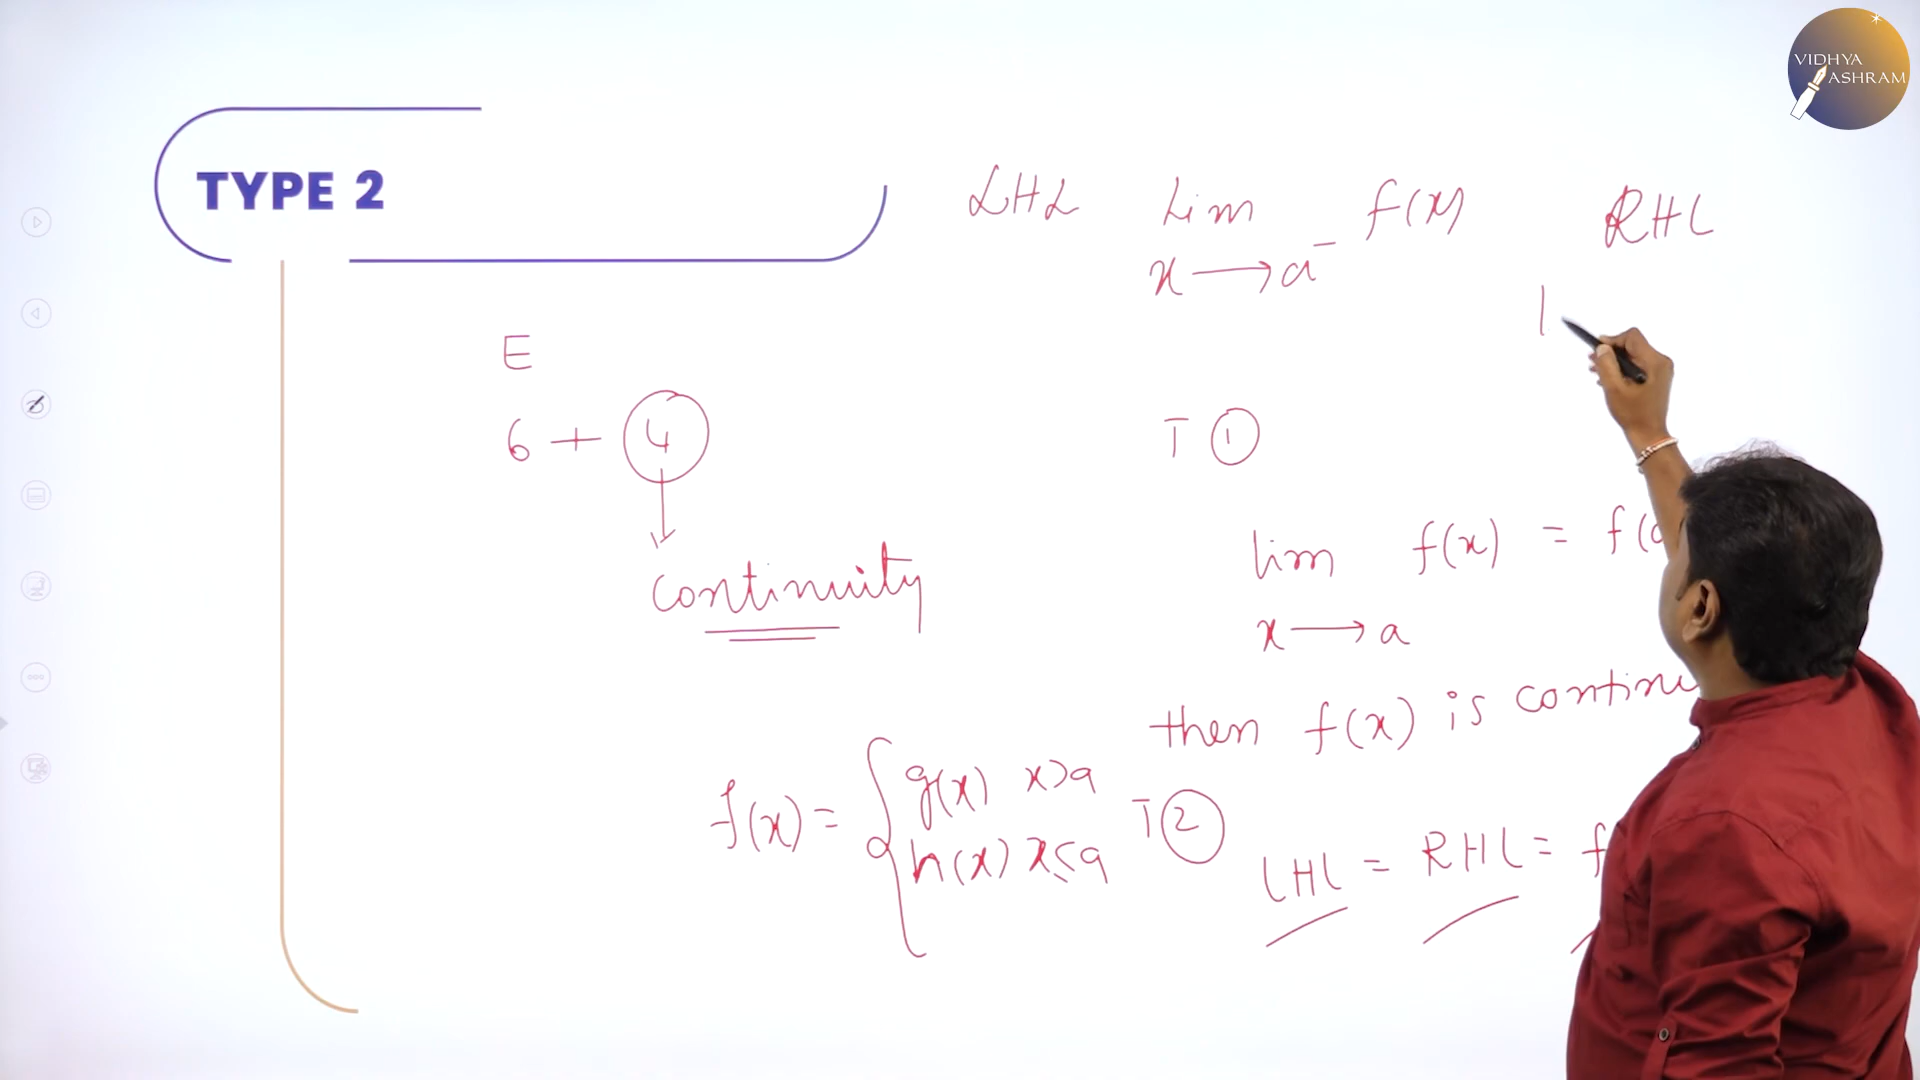 VIDHYA
ASHRAM
TYPE 2
LHL lim f(x) RHL
x → a⁻
E
6 + 4
continuity
T ①
lim f(x) = f(
x → a
then f(x) is
f(x) = { g(x) x>a
h(x) x≤a
T ②
LHL = RHL = f